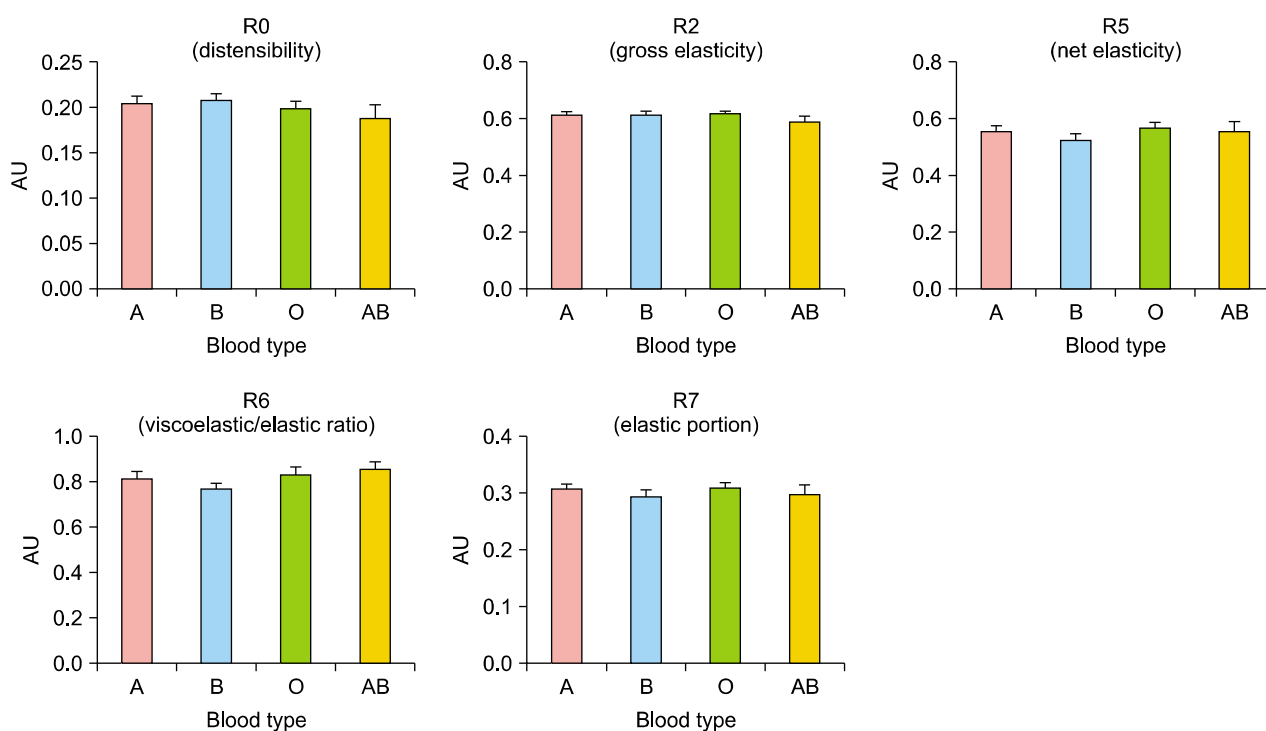 R0
(distensibility)
0.25
0.20
0.15
0.10
0.05
0.00
AU
A B O AB
Blood type
R2
(gross elasticity)
0.8
0.6
0.4
0.2
0.0
AU
A B O AB
Blood type
R5
(net elasticity)
0.8
0.6
0.4
0.2
0.0
AU
A B O AB
Blood type
R6
(viscoelastic/elastic ratio)
1.0
0.8
0.6
0.4
0.2
0.0
AU
A B O AB
Blood type
R7
(elastic portion)
0.4
0.3
0.2
0.1
0.0
AU
A B O AB
Blood type